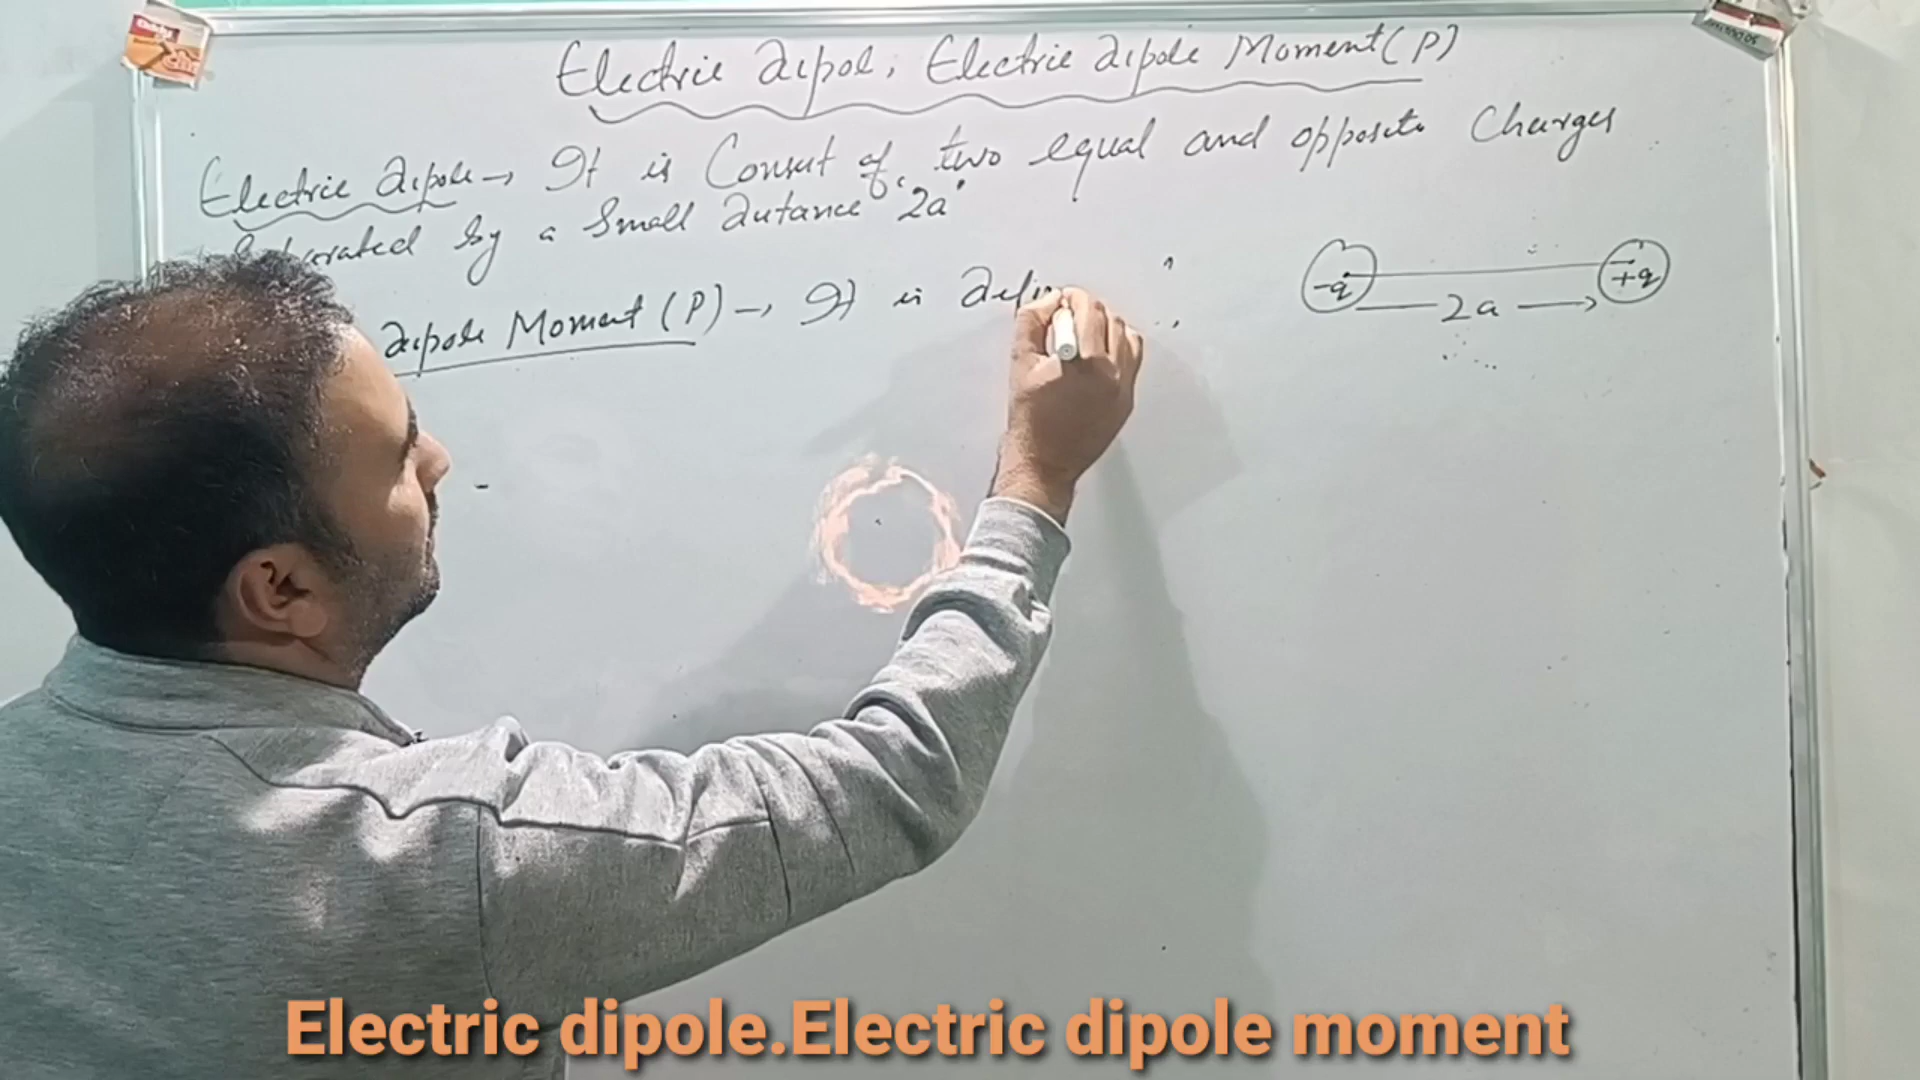 Electric Dipol, Electric Dipole Moment (P)
Electric Dipole → It is Consist of two equal and opposite Charges
by a Small Distance '2a'
-q +q
2a
Dipole Moment (P) → It is Defin
Electric dipole.Electric dipole moment